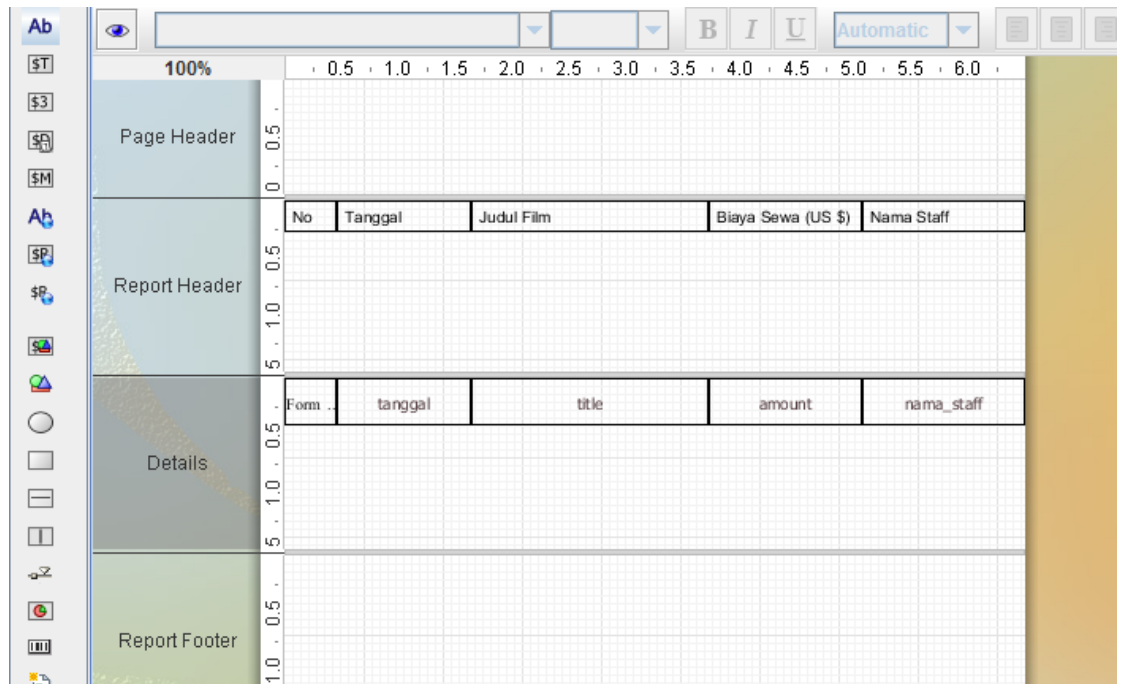 Ab
B I U Automatic
$T
100% 0.5 1.0 1.5 2.0 2.5 3.0 3.5 4.0 4.5 5.0 5.5 6.0
$3
Page Header
0.5
0
$M
No Tanggal Judul Film Biaya Sewa (US $) Nama Staff
Ab
$P
0.5
Report Header
$P
1.0
5
Form .. tanggal title amount nama_staff
0.5
Details
1.0
5
0.5
Report Footer
1.0